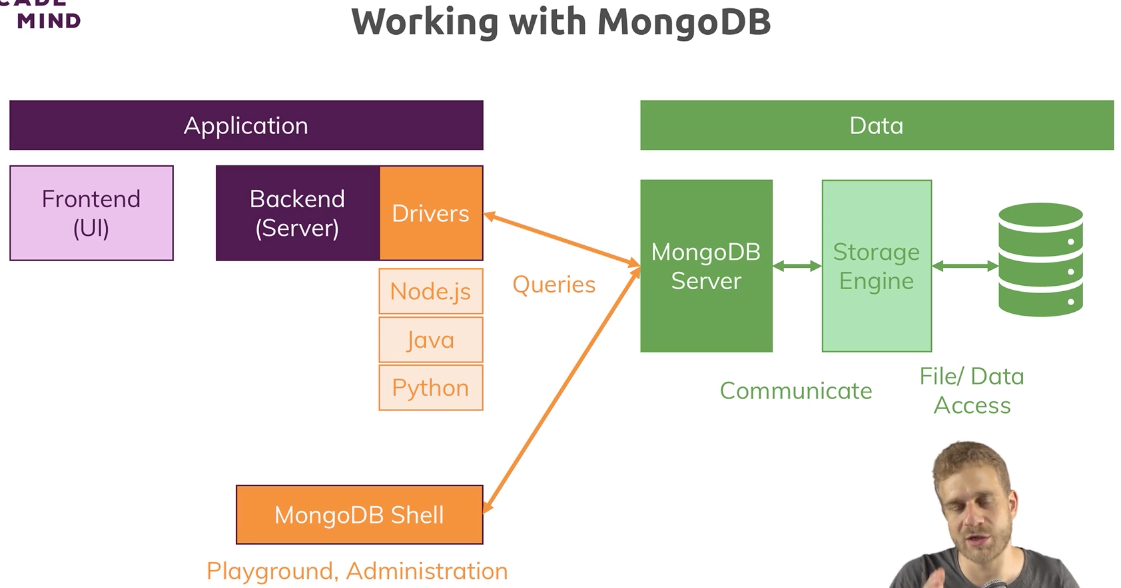 MIND
Working with MongoDB
Application
Data
Frontend
(UI)
Backend
(Server)
Drivers
Node.js
Java
Python
Queries
MongoDB
Server
Storage
Engine
Communicate
File/ Data
Access
MongoDB Shell
Playground, Administration